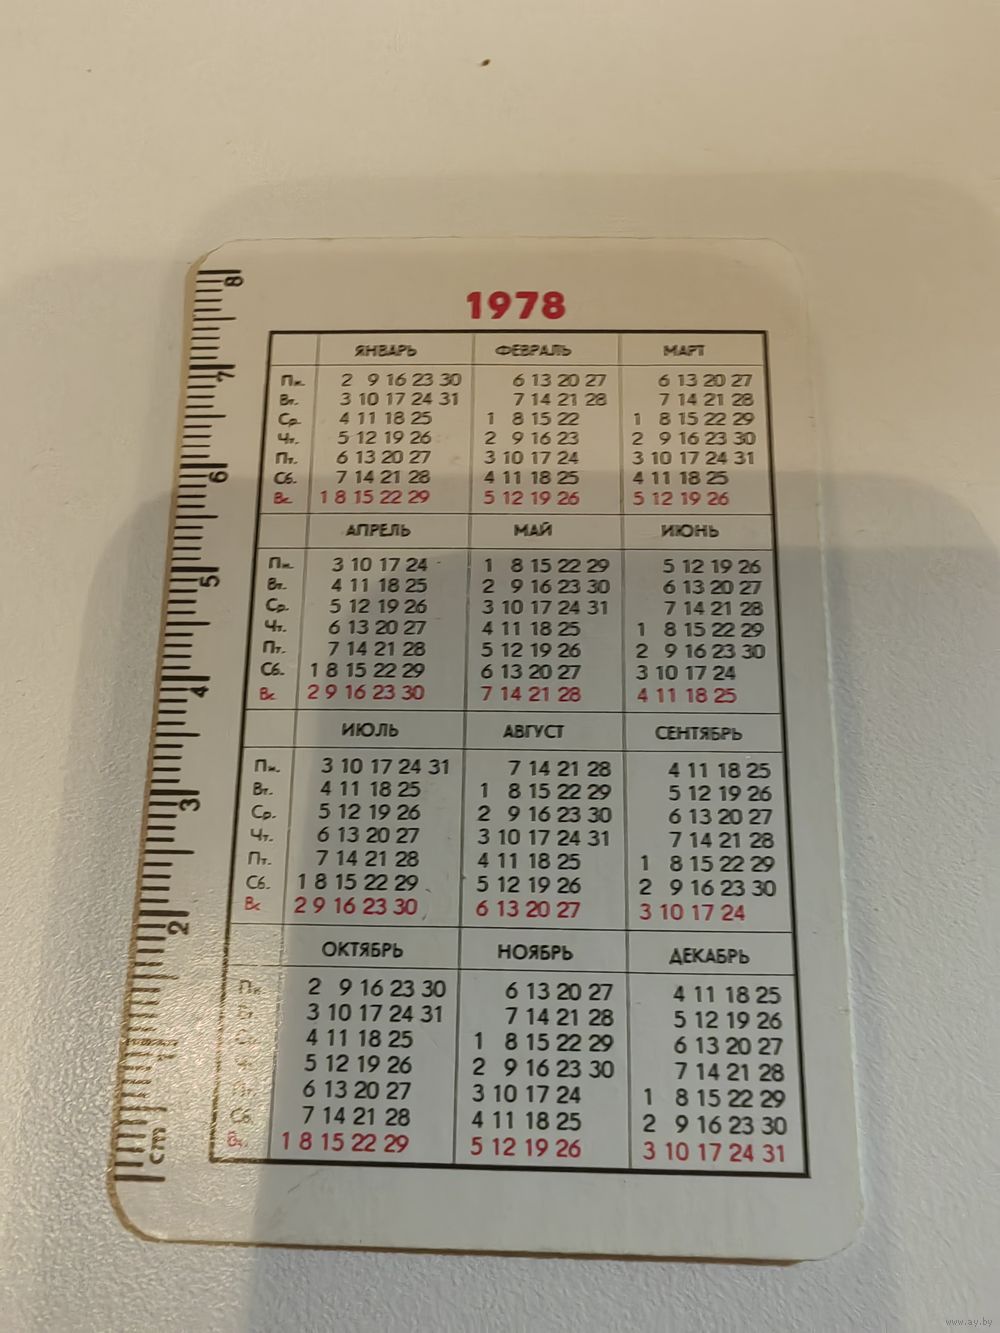 1978
ЯНВАРЬ ФЕВРАЛЬ МАРТ
Пн. 2 9 16 23 30 6 13 20 27 6 13 20 27
Вт. 3 10 17 24 31 7 14 21 28 7 14 21 28
Ср. 4 11 18 25 1 8 15 22 1 8 15 22 29
Чт. 5 12 19 26 2 9 16 23 2 9 16 23 30
Пт. 6 13 20 27 3 10 17 24 3 10 17 24 31
Сб. 7 14 21 28 4 11 18 25 4 11 18 25
Вс 1 8 15 22 29 5 12 19 26 5 12 19 26
АПРЕЛЬ МАЙ ИЮНЬ
Пн. 3 10 17 24 1 8 15 22 29 5 12 19 26
Вт. 4 11 18 25 2 9 16 23 30 6 13 20 27
Ср. 5 12 19 26 3 10 17 24 31 7 14 21 28
Чт. 6 13 20 27 4 11 18 25 1 8 15 22 29
Пт. 7 14 21 28 5 12 19 26 2 9 16 23 30
Сб. 1 8 15 22 29 6 13 20 27 3 10 17 24
Вс 2 9 16 23 30 7 14 21 28 4 11 18 25
ИЮЛЬ АВГУСТ СЕНТЯБРЬ
Пн. 3 10 17 24 31 7 14 21 28 4 11 18 25
Вт. 4 11 18 25 1 8 15 22 29 5 12 19 26
Ср. 5 12 19 26 2 9 16 23 30 6 13 20 27
Чт. 6 13 20 27 3 10 17 24 31 7 14 21 28
Пт. 7 14 21 28 4 11 18 25 1 8 15 22 29
Сб. 1 8 15 22 29 5 12 19 26 2 9 16 23 30
Вс 2 9 16 23 30 6 13 20 27 3 10 17 24
ОКТЯБРЬ НОЯБРЬ ДЕКАБРЬ
Пн 2 9 16 23 30 6 13 20 27 4 11 18 25
3 10 17 24 31 7 14 21 28 5 12 19 26
4 11 18 25 1 8 15 22 29 6 13 20 27
5 12 19 26 2 9 16 23 30 7 14 21 28
Пт. 6 13 20 27 3 10 17 24 1 8 15 22 29
Сб. 7 14 21 28 4 11 18 25 2 9 16 23 30
Вс. 1 8 15 22 29 5 12 19 26 3 10 17 24 31
8
7
6
5
4
3
2
1
cm
www.ay.by